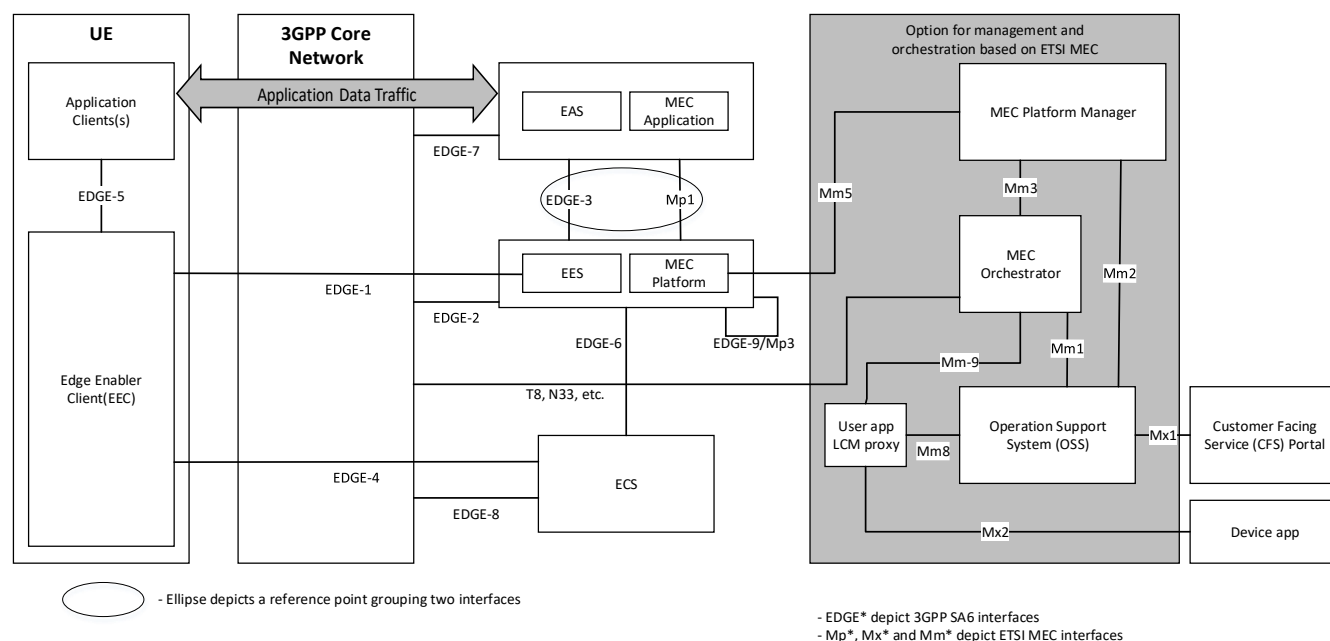 UE
3GPP Core
Network
Option for management and
orchestration based on ETSI MEC
Application
Clients(s)
Application Data Traffic
EAS
MEC
Application
MEC Platform Manager
EDGE-7
EDGE-5
EDGE-3
Mp1
Mm5
Mm3
Mm2
EES
MEC
Platform
MEC
Orchestrator
EDGE-1
EDGE-2
EDGE-6
EDGE-9/Mp3
Mm-9
Mm1
Edge Enabler
Client(EEC)
T8, N33, etc.
User app
LCM proxy
Mm8
Operation Support
System (OSS)
Mx1
Customer Facing
Service (CFS) Portal
EDGE-4
ECS
EDGE-8
Mx2
Device app
- Ellipse depicts a reference point grouping two interfaces
- EDGE* depict 3GPP SA6 interfaces
- Mp*, Mx* and Mm* depict ETSI MEC interfaces